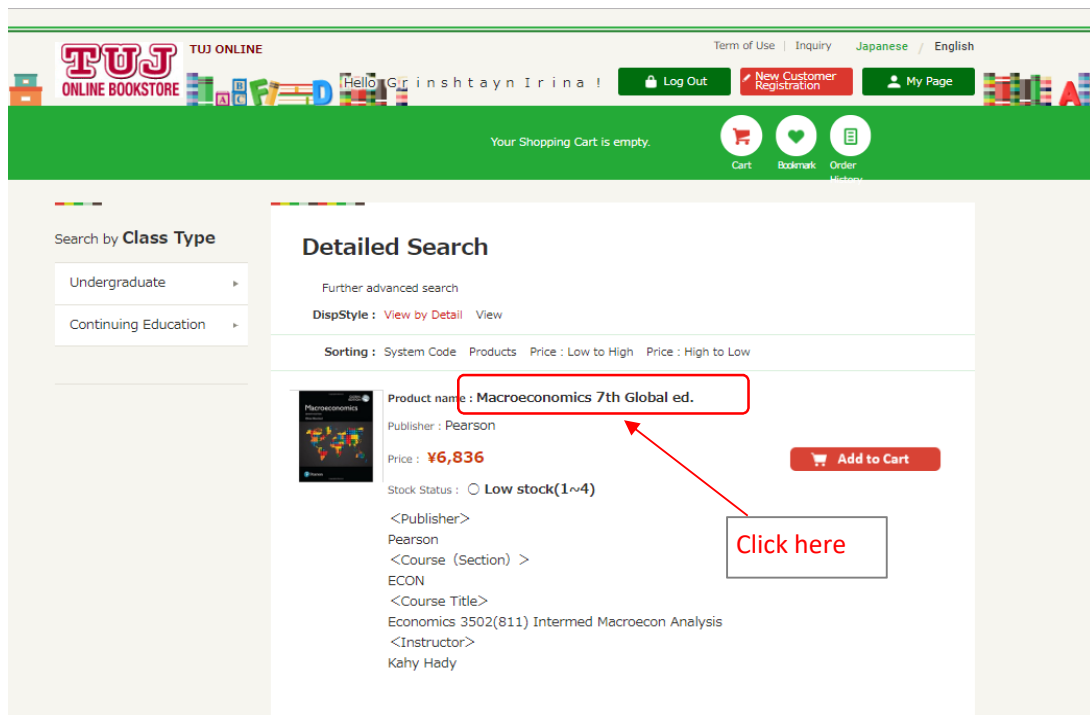 TUJ
ONLINE BOOKSTORE
TUJ ONLINE
Term of Use | Inquiry Japanese / English
Hello Grinshtayn Irina !
Log Out
New Customer
Registration
My Page
Your Shopping Cart is empty.
Cart Bookmark Order
History
Search by Class Type
Undergraduate
Continuing Education
Detailed Search
Further advanced search
DispStyle : View by Detail View
Sorting : System Code Products Price : Low to High Price : High to Low
Macroeconomics
Pearson
Product name : Macroeconomics 7th Global ed.
Publisher : Pearson
Price : ¥6,836
Add to Cart
Stock Status : ○ Low stock(1~4)
＜Publisher＞
Pearson
＜Course（Section）＞
ECON
＜Course Title＞
Economics 3502(811) Intermed Macroecon Analysis
＜Instructor＞
Kahy Hady
Click here